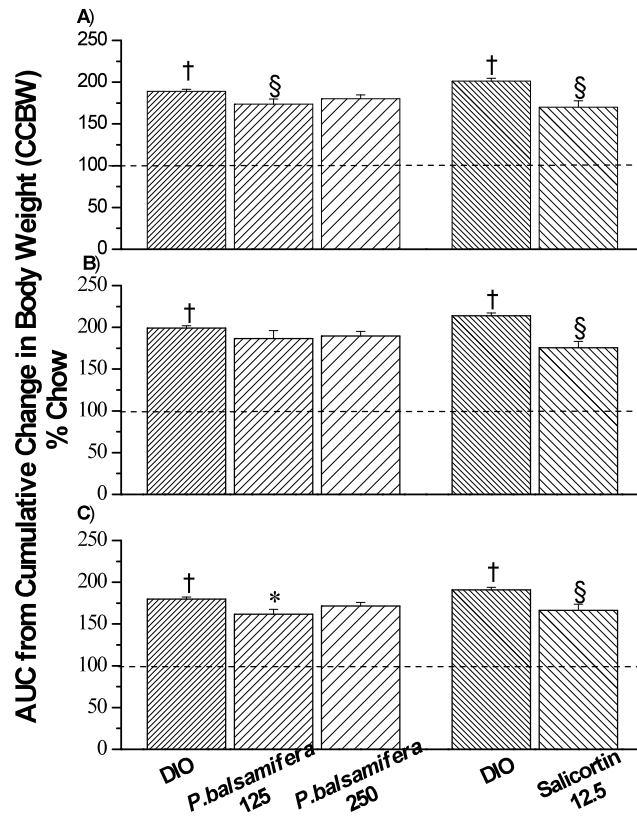 AUC from Cumulative Change in Body Weight (CCBW)
% Chow
A)
250
200
150
100
50
0
† § † §
B)
250
200
150
100
50
0
† † §
C)
250
200
150
100
50
0
† * † §
DIO
P.balsamifera
125
P.balsamifera
250
DIO
Salicortin
12.5